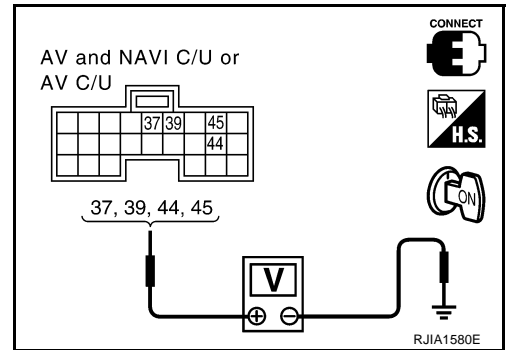 CONNECT
AV and NAVI C/U or
AV C/U
37 39 45
44
H.S.
ON
37, 39, 44, 45
V
+ −
RJIA1580E